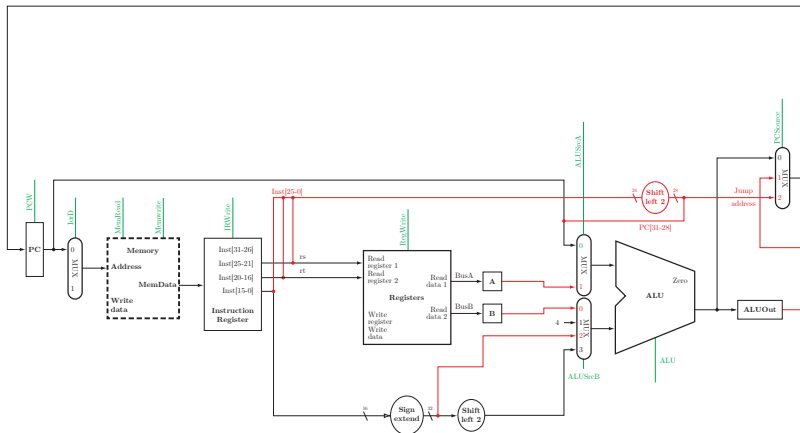 PCW
IorD
MemRead
Memwrite
IRWrite
RegWrite
ALUSrcA
PCSource
Inst[25-0]
Shift
left 2
Jump
address
PC[31-28]
0
1
2
MUX
PC
0
MUX
1
Memory
Address
MemData
Write
data
Inst[31-26]
Inst[25-21]
Inst[20-16]
Inst[15-0]
Instruction
Register
rs
rt
Read
register 1
Read
register 2
Registers
Write
register
Write
data
Read
data 1
Read
data 2
BusA
BusB
A
B
0
MUX
1
4
0
1
2
3
MUX
ALUSrcB
Zero
ALU
ALU
ALUOut
16
Sign
extend
32
Shift
left 2